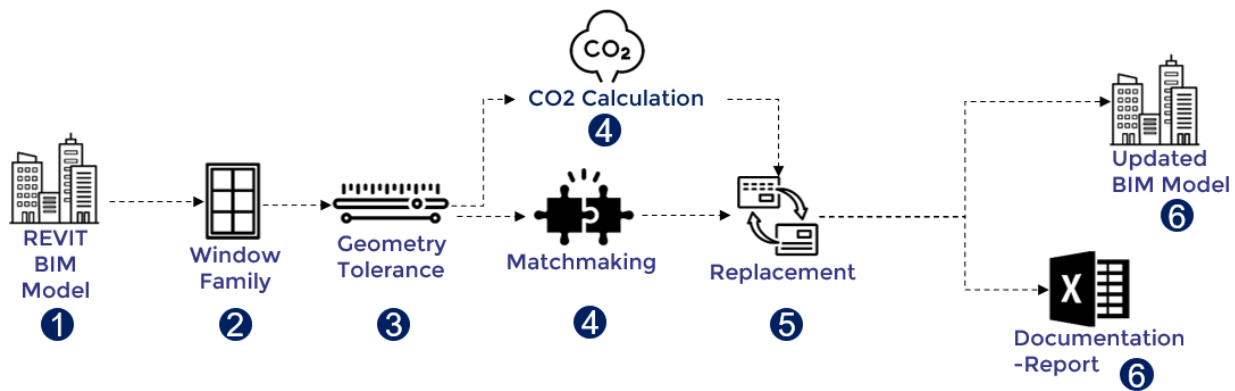 REVIT
BIM
Model
1
Window
Family
2
Geometry
Tolerance
3
CO₂
CO2 Calculation
4
Matchmaking
4
Replacement
5
Updated
BIM Model
6
X
Documentation
-Report
6